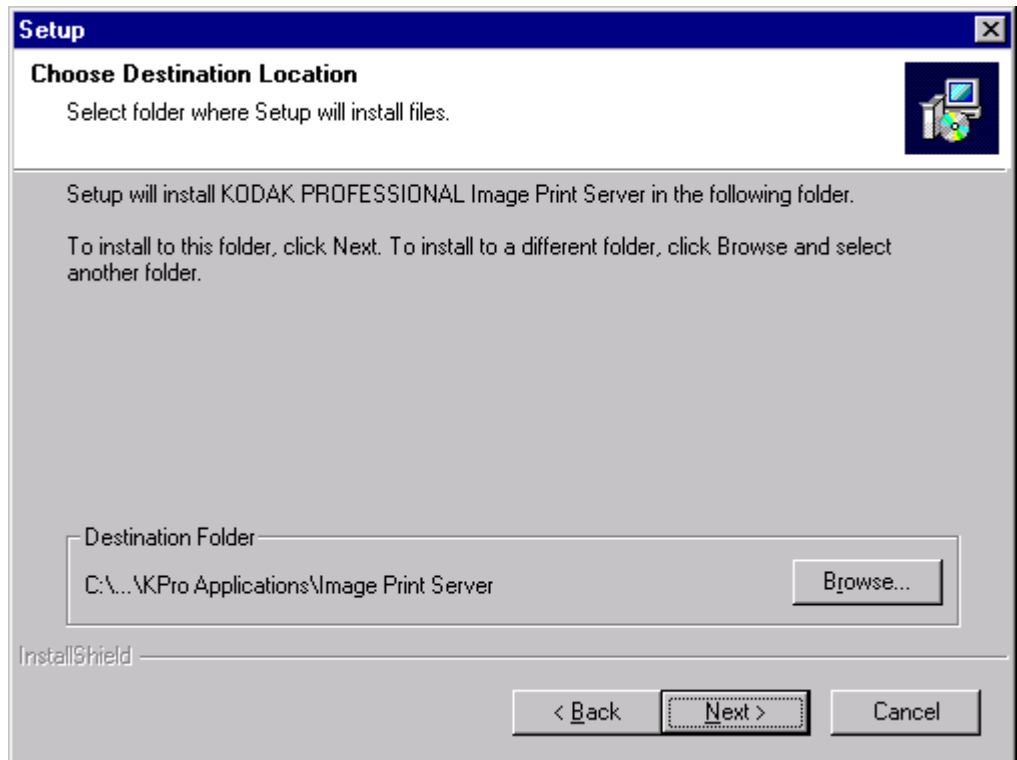 Setup
Choose Destination Location
Select folder where Setup will install files.
Setup will install KODAK PROFESSIONAL Image Print Server in the following folder.
To install to this folder, click Next. To install to a different folder, click Browse and select
another folder.
Destination Folder
C:\...\KPro Applications\Image Print Server
Browse...
InstallShield
< Back
Next >
Cancel